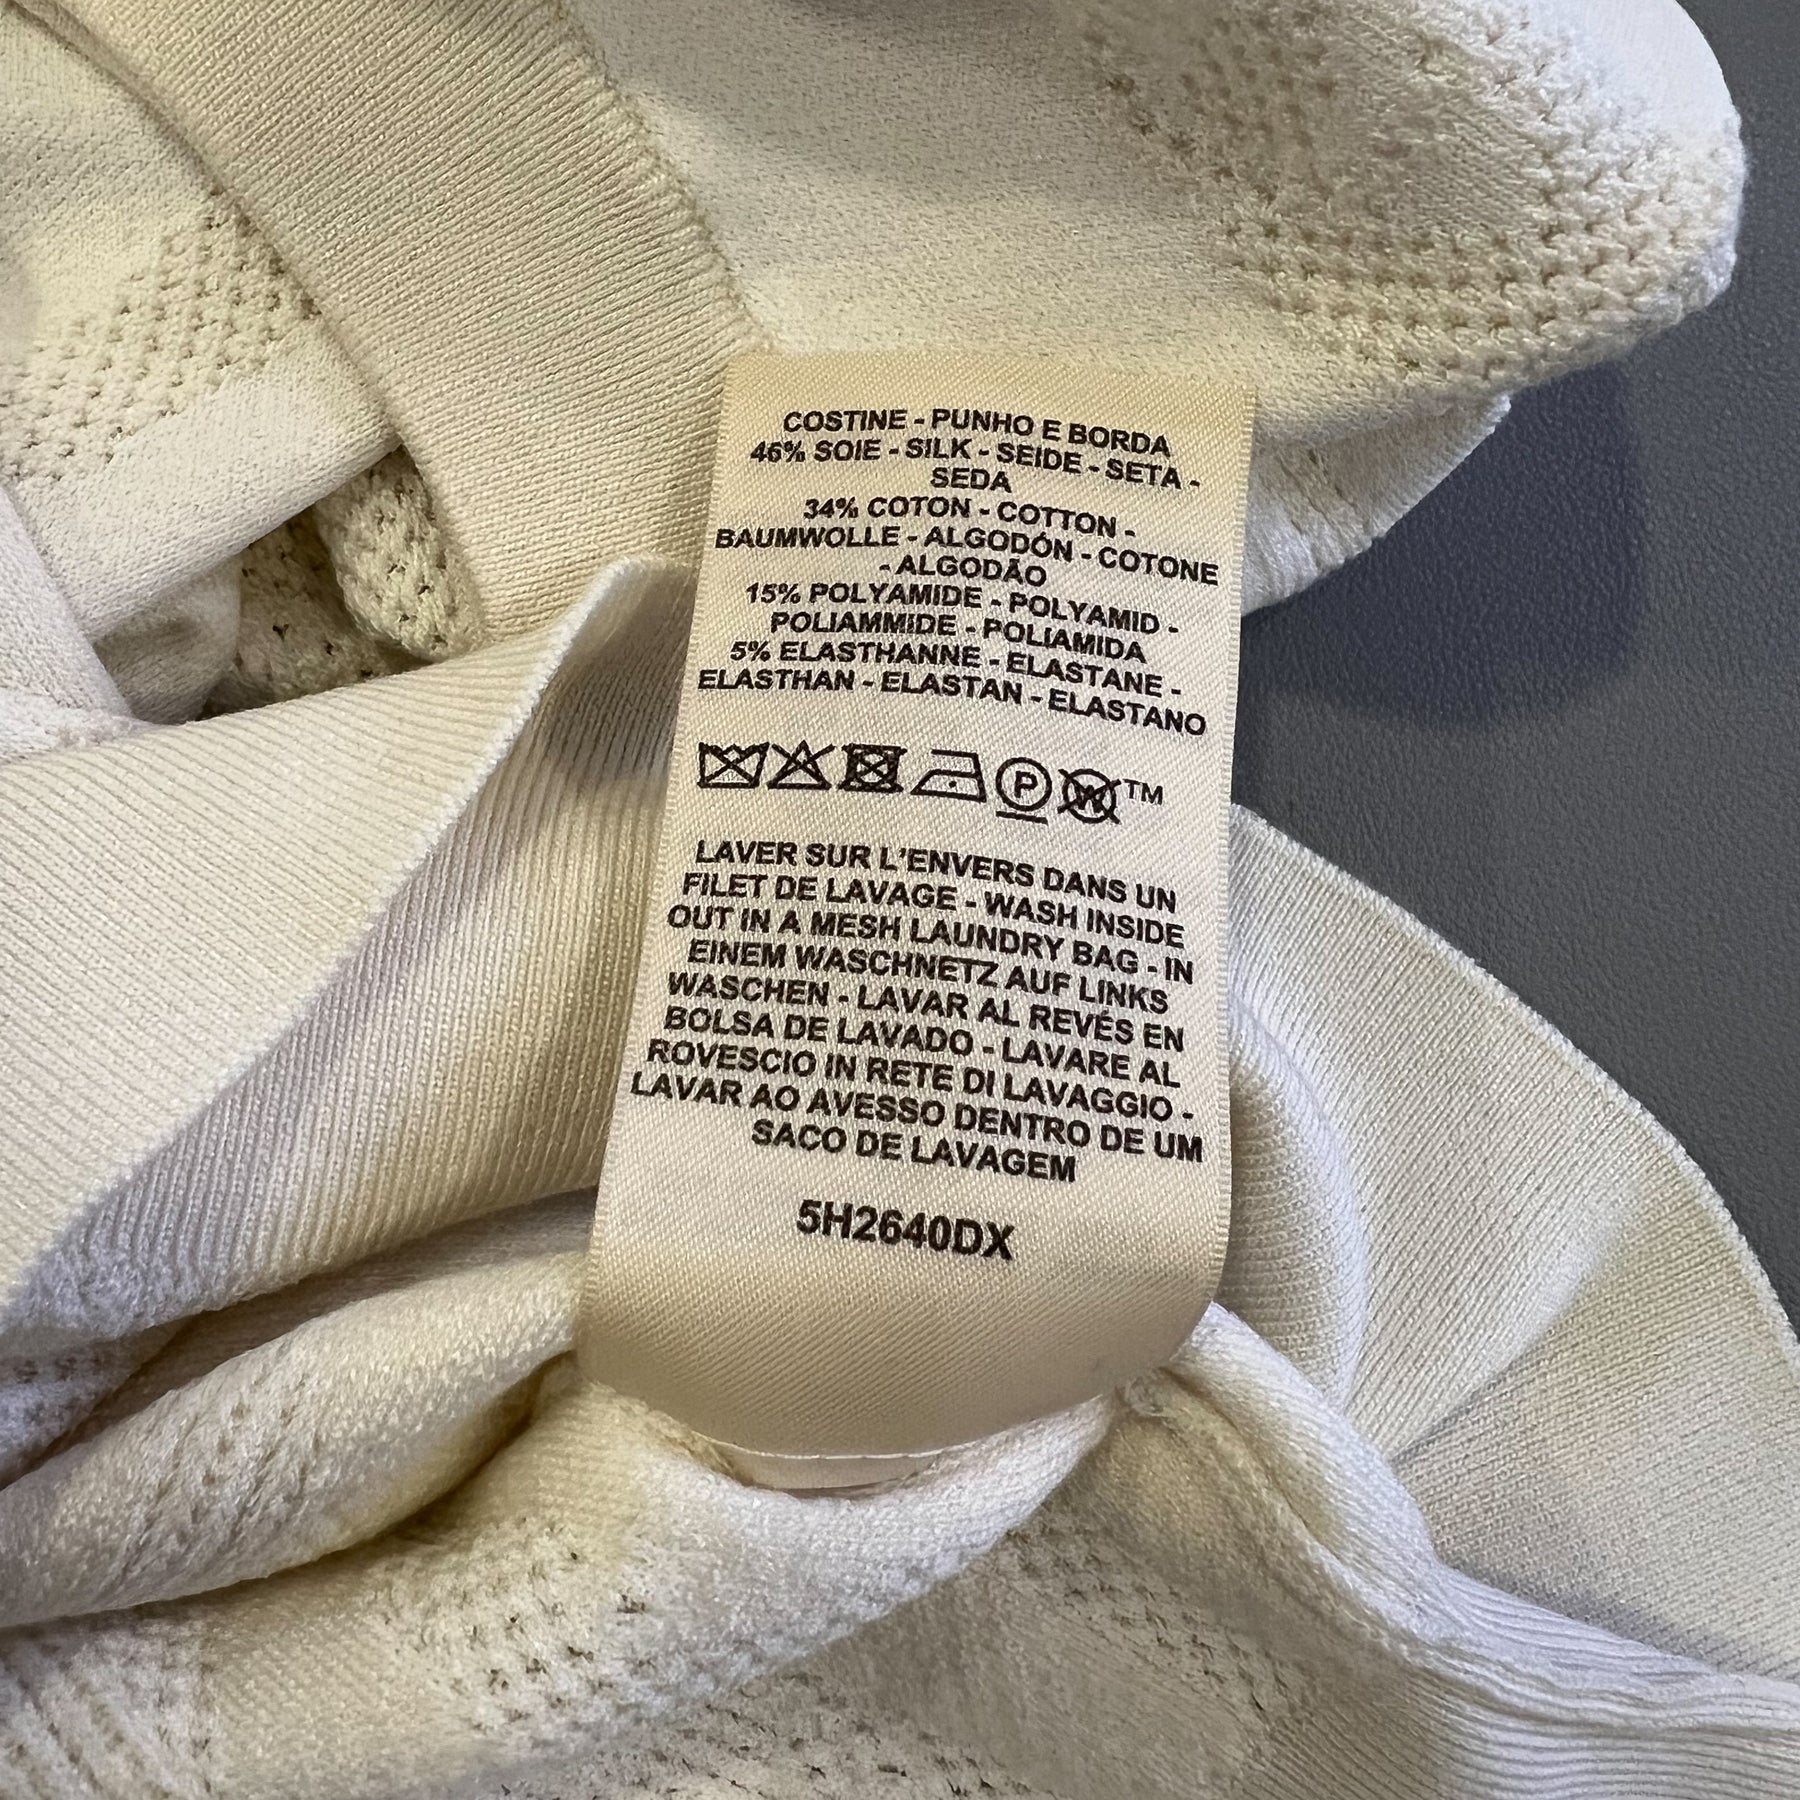 COSTINE - PUNHO E BORDA
46% SOIE - SILK - SEIDE - SETA -
SEDA
34% COTON - COTTON -
BAUMWOLLE - ALGODÓN - COTONE
- ALGODÃO
15% POLYAMIDE - POLYAMID -
POLIAMMIDE - POLIAMIDA
5% ELASTHANNE - ELASTANE -
ELASTHAN - ELASTAN - ELASTANO
P W TM
LAVER SUR L'ENVERS DANS UN
FILET DE LAVAGE - WASH INSIDE
OUT IN A MESH LAUNDRY BAG - IN
EINEM WASCHNETZ AUF LINKS
WASCHEN - LAVAR AL REVÉS EN
BOLSA DE LAVADO - LAVARE AL
ROVESCIO IN RETE DI LAVAGGIO -
LAVAR AO AVESSO DENTRO DE UM
SACO DE LAVAGEM
5H2640DX